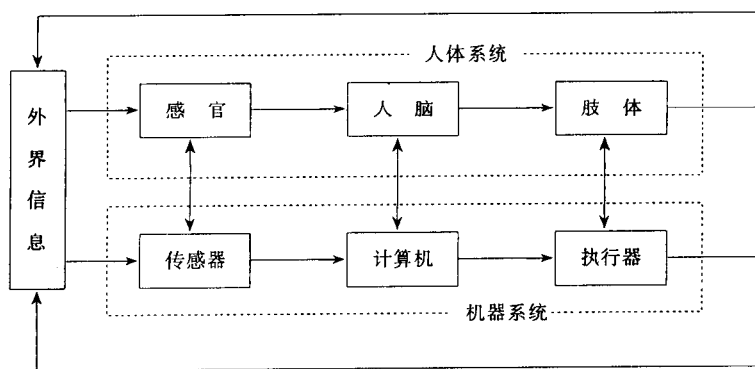 人体系统
外界信息
感官
人脑
肢体
传感器
计算机
执行器
机器系统